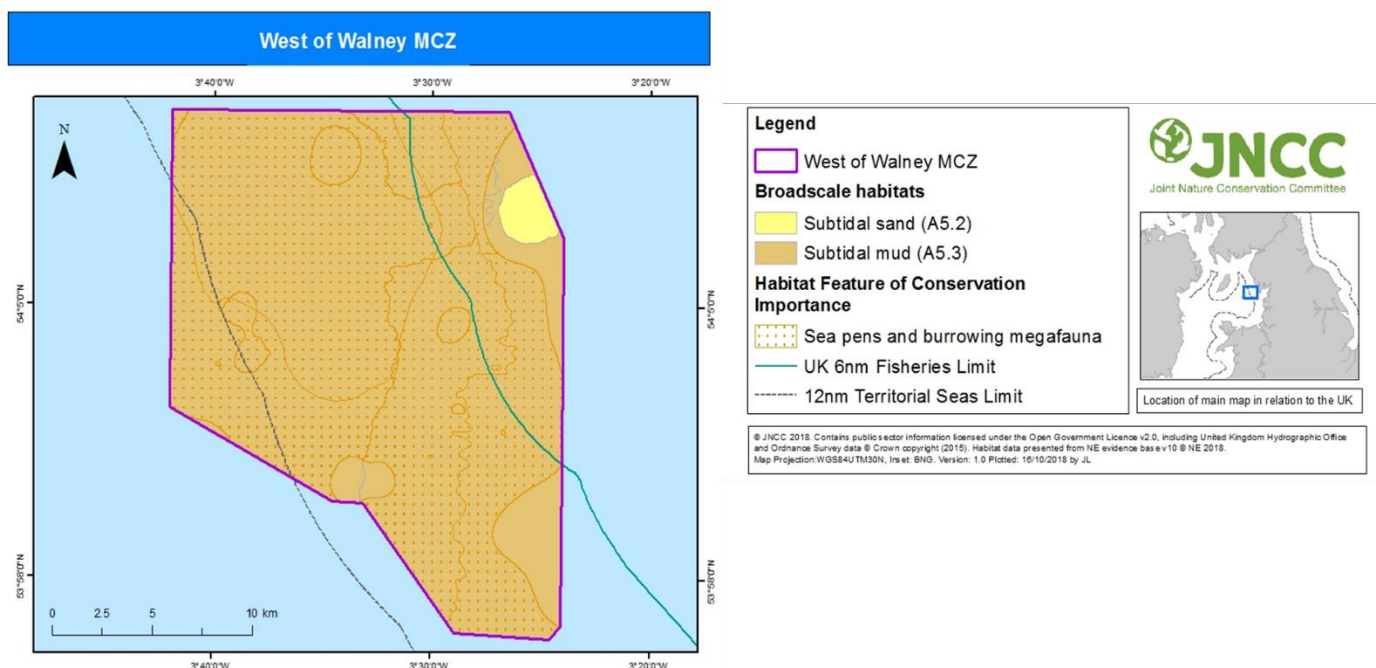 West of Walney MCZ
3°40'0"W 3°30'0"W 3°20'0"W
N
54°5'0"N 54°5'0"N
53°58'0"N 53°58'0"N
0 2.5 5 10 km
3°40'0"W 3°30'0"W 3°20'0"W
Legend
West of Walney MCZ
Broadscale habitats
Subtidal sand (A5.2)
Subtidal mud (A5.3)
Habitat Feature of Conservation
Importance
Sea pens and burrowing megafauna
UK 6nm Fisheries Limit
12nm Territorial Seas Limit
JNCC
Joint Nature Conservation Committee
Location of main map in relation to the UK
© JNCC 2018. Contains public sector information licensed under the Open Government Licence v2.0, including United Kingdom Hydrographic Office
and Ordnance Survey data © Crown copyright (2015). Habitat data presented from NE evidence base v10 © NE 2018.
Map Projection:WGS84UTM30N, Inset: BNG. Version: 1.0 Plotted: 16/10/2018 by JL